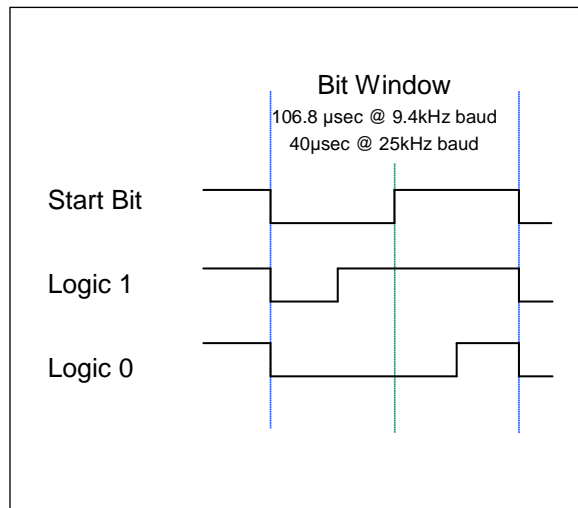 Bit Window
106.8 μsec @ 9.4kHz baud
40μsec @ 25kHz baud
Start Bit
Logic 1
Logic 0